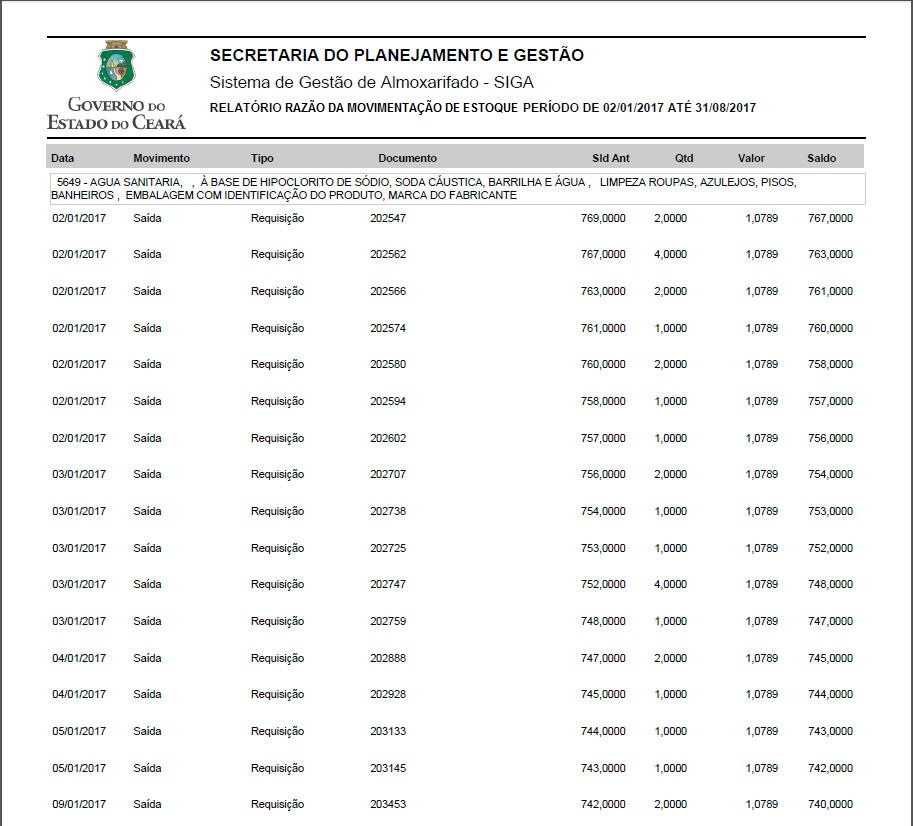 GOVERNO DO
ESTADO DO CEARÁ
SECRETARIA DO PLANEJAMENTO E GESTÃO
Sistema de Gestão de Almoxarifado - SIGA
RELATÓRIO RAZÃO DA MOVIMENTAÇÃO DE ESTOQUE PERÍODO DE 02/01/2017 ATÉ 31/08/2017
Data Movimento Tipo Documento Sld Ant Qtd Valor Saldo
5649 - AGUA SANITARIA, , À BASE DE HIPOCLORITO DE SÓDIO, SODA CÁUSTICA, BARRILHA E ÁGUA , LIMPEZA ROUPAS, AZULEJOS, PISOS,
BANHEIROS , EMBALAGEM COM IDENTIFICAÇÃO DO PRODUTO, MARCA DO FABRICANTE
02/01/2017 Saída Requisição 202547 769,0000 2,0000 1,0789 767,0000
02/01/2017 Saída Requisição 202562 767,0000 4,0000 1,0789 763,0000
02/01/2017 Saída Requisição 202566 763,0000 2,0000 1,0789 761,0000
02/01/2017 Saída Requisição 202574 761,0000 1,0000 1,0789 760,0000
02/01/2017 Saída Requisição 202580 760,0000 2,0000 1,0789 758,0000
02/01/2017 Saída Requisição 202594 758,0000 1,0000 1,0789 757,0000
02/01/2017 Saída Requisição 202602 757,0000 1,0000 1,0789 756,0000
03/01/2017 Saída Requisição 202707 756,0000 2,0000 1,0789 754,0000
03/01/2017 Saída Requisição 202738 754,0000 1,0000 1,0789 753,0000
03/01/2017 Saída Requisição 202725 753,0000 1,0000 1,0789 752,0000
03/01/2017 Saída Requisição 202747 752,0000 4,0000 1,0789 748,0000
03/01/2017 Saída Requisição 202759 748,0000 1,0000 1,0789 747,0000
04/01/2017 Saída Requisição 202888 747,0000 2,0000 1,0789 745,0000
04/01/2017 Saída Requisição 202928 745,0000 1,0000 1,0789 744,0000
05/01/2017 Saída Requisição 203133 744,0000 1,0000 1,0789 743,0000
05/01/2017 Saída Requisição 203145 743,0000 1,0000 1,0789 742,0000
09/01/2017 Saída Requisição 203453 742,0000 2,0000 1,0789 740,0000